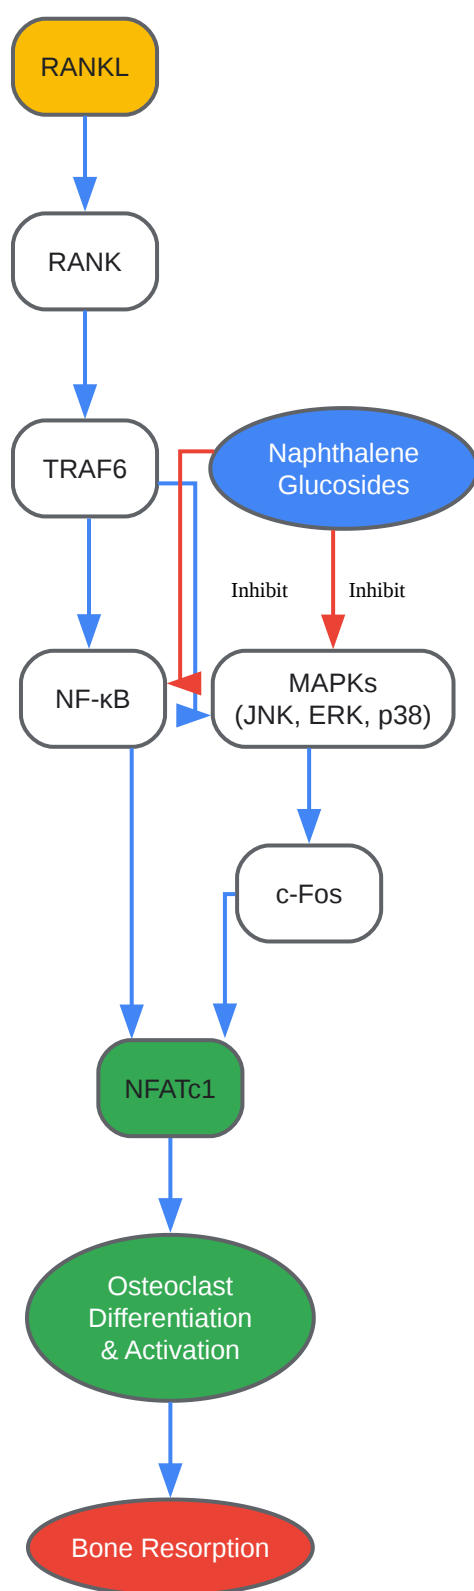 RANKL
RANK
TRAF6
Naphthalene
Glucosides
Inhibit
Inhibit
NF-κB
MAPKs
(JNK, ERK, p38)
c-Fos
NFATc1
Osteoclast
Differentiation
& Activation
Bone Resorption